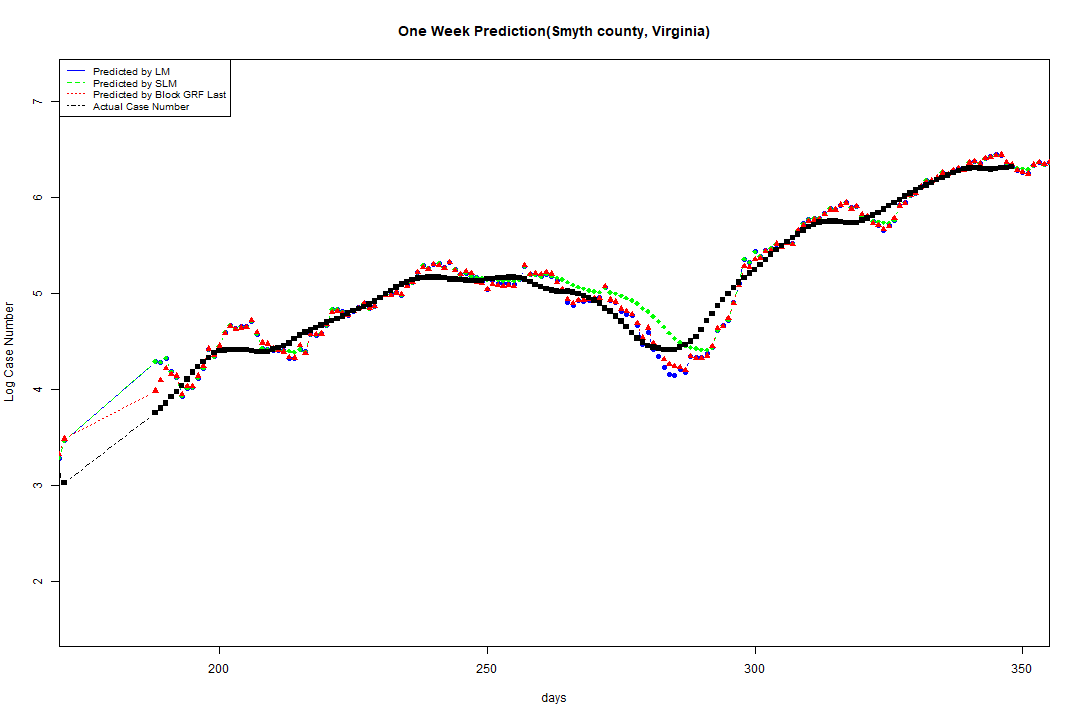 One Week Prediction(Smyth county, Virginia)
Predicted by LM
Predicted by SLM
Predicted by Block GRF Last
Actual Case Number
7
6
5
4
3
2
Log Case Number
200 250 300 350
days